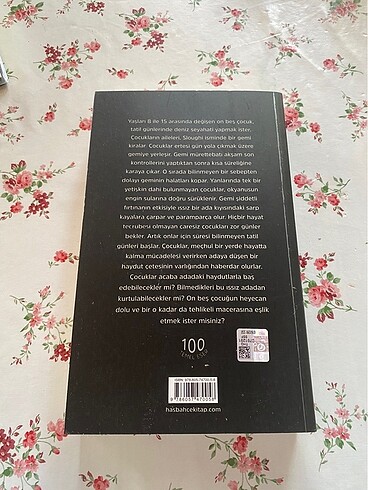 Yaşları 8 ile 15 arasında değişen on beş çocuk,
tatil günlerinde deniz seyahati yapmak ister.
Çocukların aileleri, Sloughi isminde bir gemi
kiralar. Çocuklar ertesi gün yola çıkmak üzere
gemiye yerleşir. Gemi mürettebatı akşam son
kontrollerini yaptıktan sonra kısa süreliğine
karaya çıkar. O sırada bilinmeyen bir sebepten
dolayı geminin halatları kopar. Yanlarında tek bir
yetişkin dahi bulunmayan çocuklar, okyanusun
engin sularına doğru sürüklenir. Gemi şiddetli
fırtınanın etkisiyle ıssız bir ada kıyısındaki sarp
kayalara çarpar ve paramparça olur. Hiçbir hayat
tecrübesi olmayan çaresiz çocukları zor günler
bekler. Artık onlar için süresi bilinmeyen tatil
günleri başlar. Çocuklar, meçhul bir yerde hayatta
kalma mücadelesi verirken adaya düşen bir
haydut çetesinin varlığından haberdar olurlar.
Çocuklar acaba adadaki haydutlarla baş
edebilecekler mi? Bilmedikleri bu ıssız adadan
kurtulabilecekler mi? On beş çocuğun heyecan
dolu ve bir o kadar da tehlikeli macerasına eşlik
etmek ister misiniz?
100
TEMEL ESER
hasbahcekitap.com